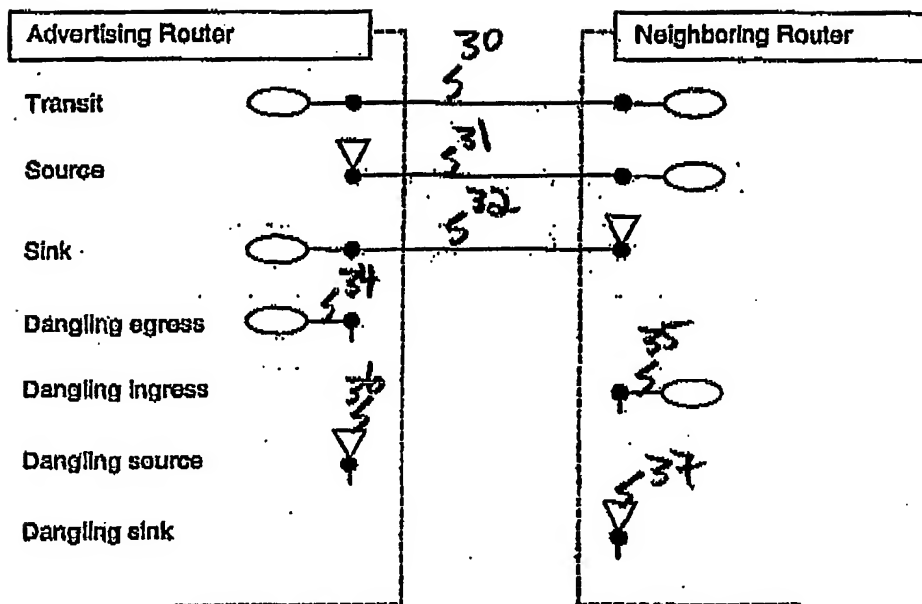 Advertising Router
Neighboring Router
30
Transit
31
Source
32
Sink
34
Dangling egress
35
Dangling ingress
36
Dangling source
37
Dangling sink